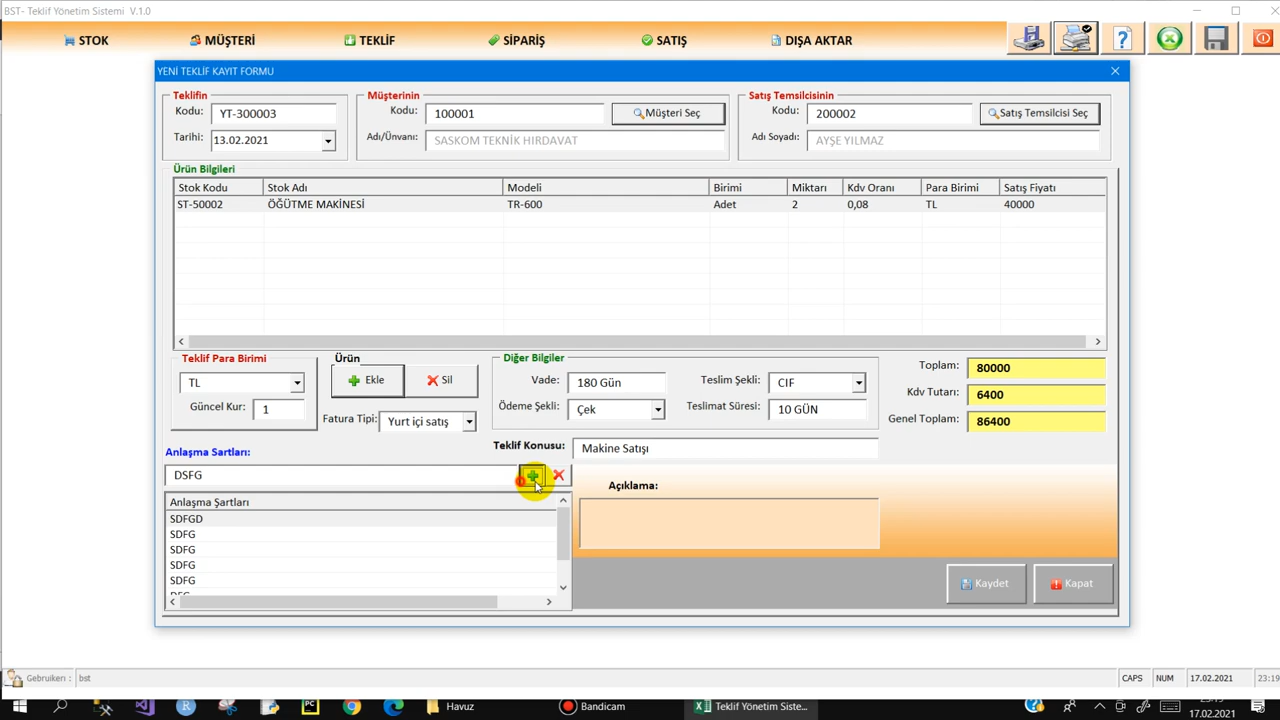 BST- Teklif Yönetim Sistemi V.1.0
STOK MÜŞTERİ TEKLİF SİPARİŞ SATIŞ DIŞA AKTAR
YENİ TEKLİF KAYIT FORMU
Teklifin Müşterinin Satış Temsilcisinin
Kodu: YT-300003 Kodu: 100001 Müşteri Seç Kodu: 200002 Satış Temsilcisi Seç
Tarihi: 13.02.2021 Adı/Ünvanı: SASKOM TEKNİK HIRDAVAT Adı Soyadı: AYŞE YILMAZ
Ürün Bilgileri
Stok Kodu Stok Adı Modeli Birimi Miktarı Kdv Oranı Para Birimi Satış Fiyatı
ST-50002 ÖĞÜTME MAKİNESİ TR-600 Adet 2 0,08 TL 40000
Teklif Para Birimi Ürün Diğer Bilgiler
TL Ekle Sil Vade: 180 Gün Teslim Şekli: CIF Toplam: 80000
Güncel Kur: 1 Ödeme Şekli: Çek Teslimat Süresi: 10 GÜN Kdv Tutarı: 6400
Fatura Tipi: Yurt içi satış Genel Toplam: 86400
Anlaşma Sartları: Teklif Konusu: Makine Satışı
DSFG
Açıklama:
Anlaşma Şartları
SDFGD
SDFG
SDFG
SDFG
SDFG
Kaydet Kapat
Gebruikerı : bst CAPS NUM 17.02.2021 23:19
Havuz Bandicam Teklif Yönetim Siste...
17.02.2021